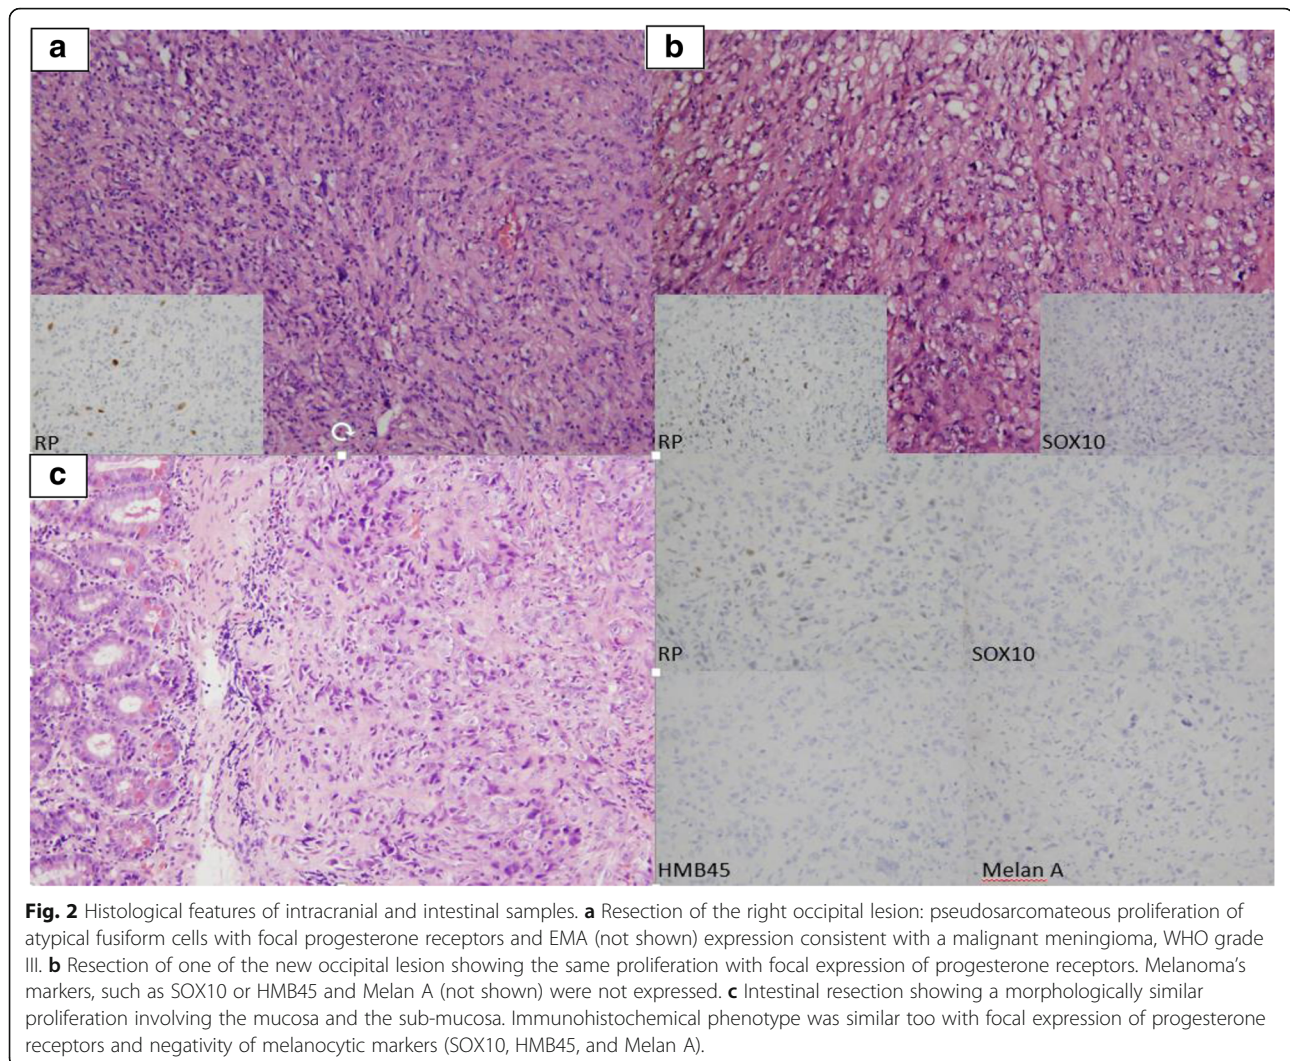 a
b
RP
RP
SOX10
c
RP
SOX10
HMB45
Melan A
Fig. 2 Histological features of intracranial and intestinal samples. a Resection of the right occipital lesion: pseudosarcomateous proliferation of
atypical fusiform cells with focal progesterone receptors and EMA (not shown) expression consistent with a malignant meningioma, WHO grade
III. b Resection of one of the new occipital lesion showing the same proliferation with focal expression of progesterone receptors. Melanoma's
markers, such as SOX10 or HMB45 and Melan A (not shown) were not expressed. c Intestinal resection showing a morphologically similar
proliferation involving the mucosa and the sub-mucosa. Immunohistochemical phenotype was similar too with focal expression of progesterone
receptors and negativity of melanocytic markers (SOX10, HMB45, and Melan A).